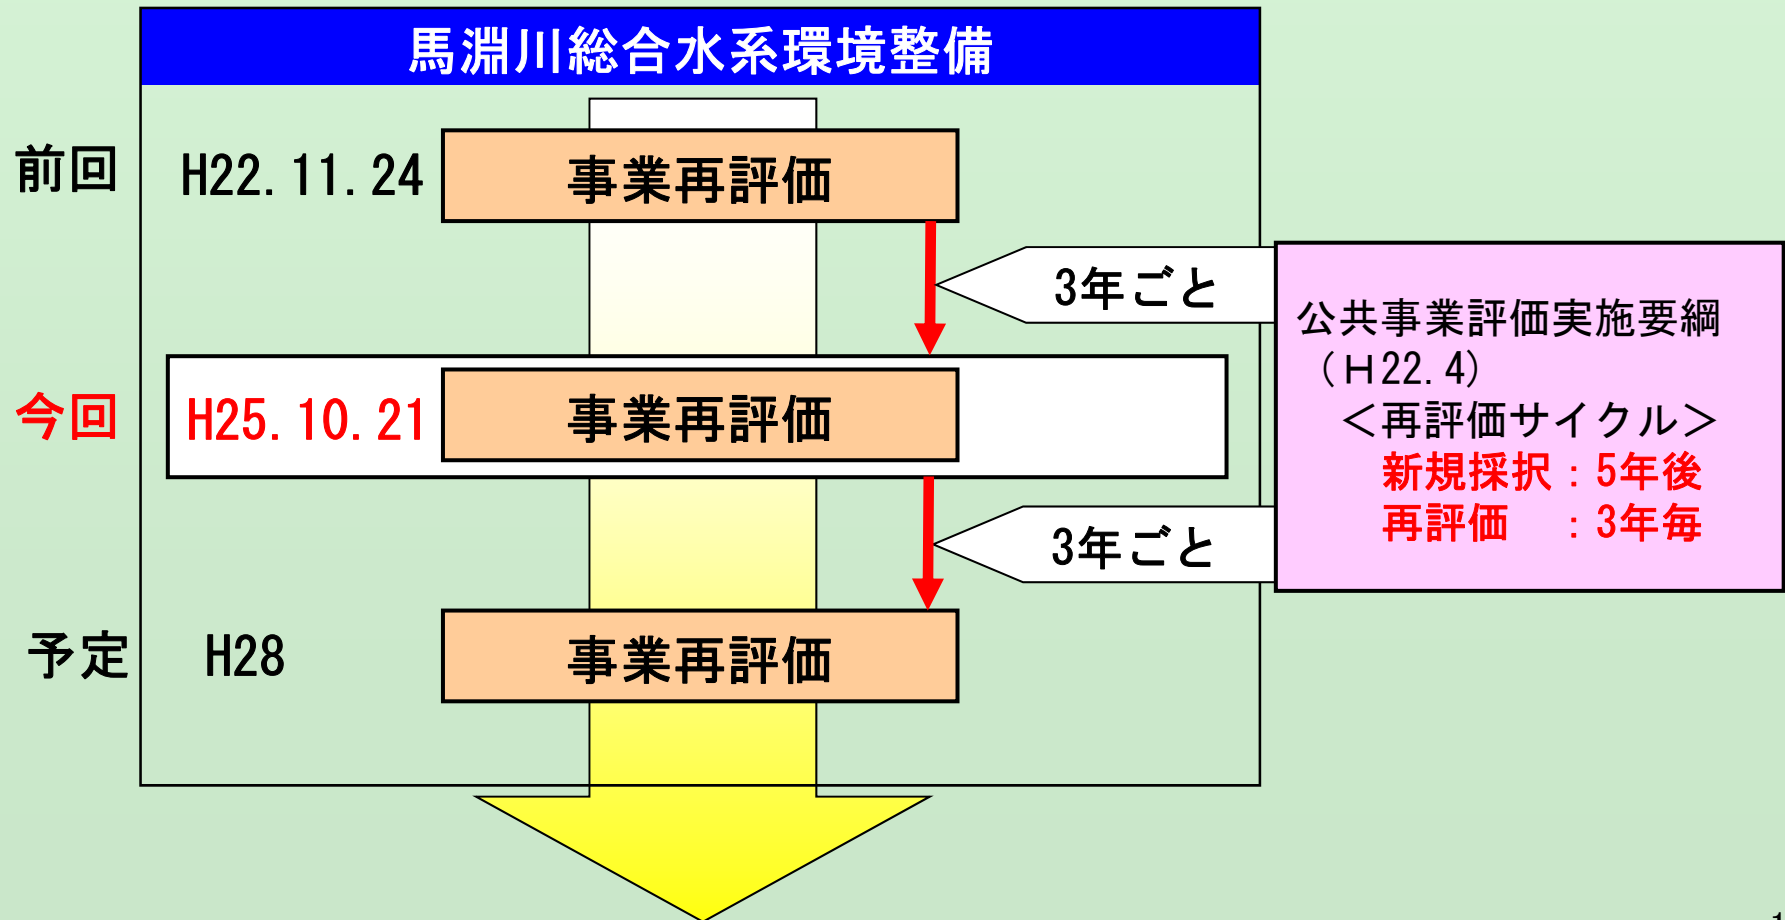 馬淵川総合水系環境整備
前回 H22.11.24 事業再評価
3年ごと
今回 H25.10.21 事業再評価
3年ごと
予定 H28 事業再評価
公共事業評価実施要綱
（H22.4）
＜再評価サイクル＞
新規採択：5年後
再評価　：3年毎